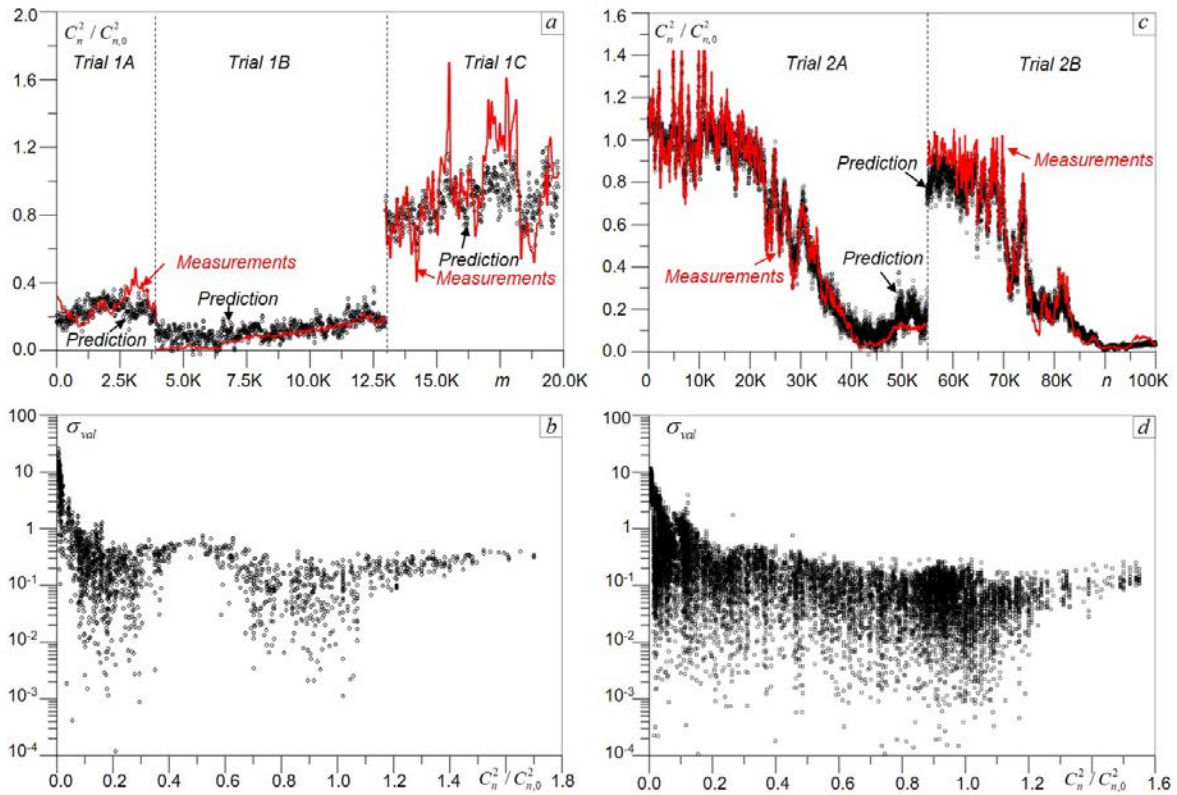 2.0
C_n^2 / C_{n,0}^2
a
Trial 1A
Trial 1B
Trial 1C
1.6
1.2
0.8
0.4
0.0
Measurements
Prediction
Prediction
Prediction
Measurements
0.0
2.5K
5.0K
7.5K
10.0K
12.5K
15.0K
m
20.0K
1.6
C_n^2 / C_{n,0}^2
c
Trial 2A
Trial 2B
1.4
1.2
1.0
0.8
0.6
0.4
0.2
0.0
Prediction
Measurements
Measurements
Prediction
0
10K
20K
30K
40K
50K
60K
70K
80K
n
100K
100
σ_val
b
10
1
10^-1
10^-2
10^-3
10^-4
0.0
0.2
0.4
0.6
0.8
1.0
1.2
1.4
C_n^2 / C_{n,0}^2
1.8
100
σ_val
d
10
1
10^-1
10^-2
10^-3
10^-4
0.0
0.2
0.4
0.6
0.8
1.0
1.2
C_n^2 / C_{n,0}^2
1.6